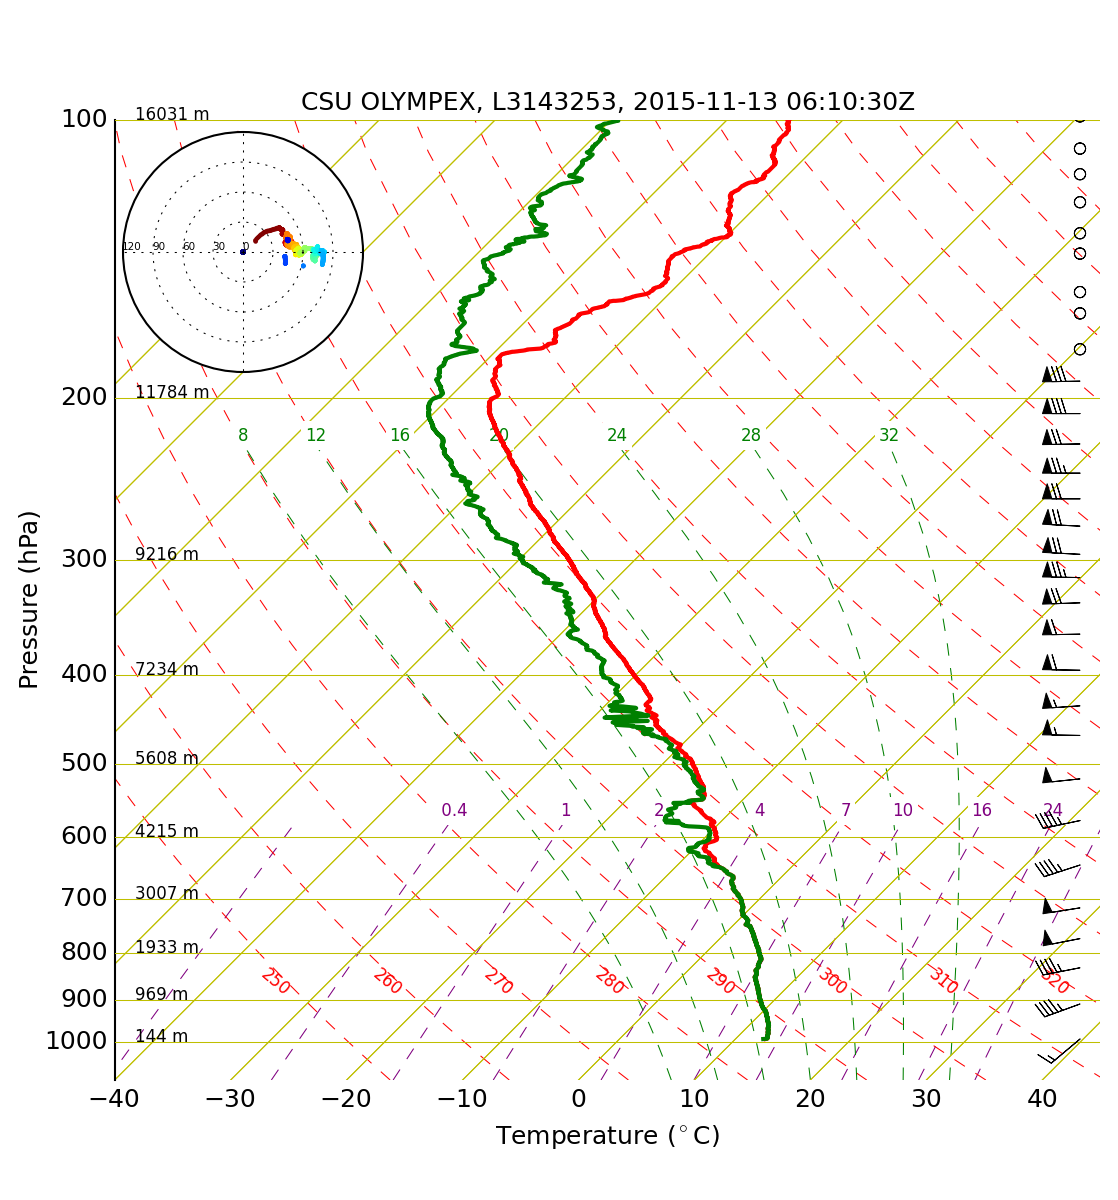 CSU OLYMPEX, L3143253, 2015-11-13 06:10:30Z
100 16031 m
120 90 60 30 0
200 11784 m
8 12 16 20 24 28 32
300 9216 m
400 7234 m
500 5608 m
0.4 1 2 4 7 10 16 24
600 4215 m
700 3007 m
800 1933 m
250 260 270 280 290 300 310 320
900 969 m
1000 144 m
−40 −30 −20 −10 0 10 20 30 40
Temperature (°C)
Pressure (hPa)